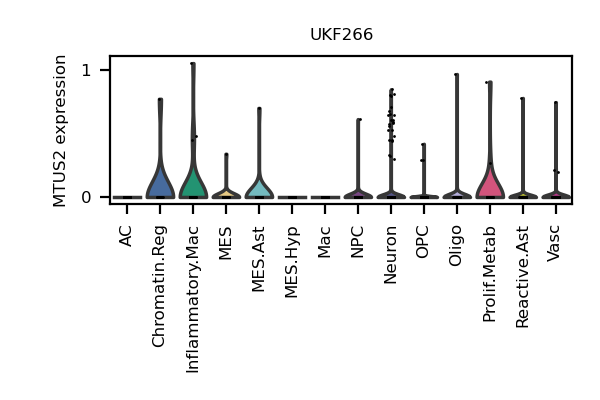 UKF266
MTUS2 expression
1
0
AC
Chromatin.Reg
Inflammatory.Mac
MES
MES.Ast
MES.Hyp
Mac
NPC
Neuron
OPC
Oligo
Prolif.Metab
Reactive.Ast
Vasc